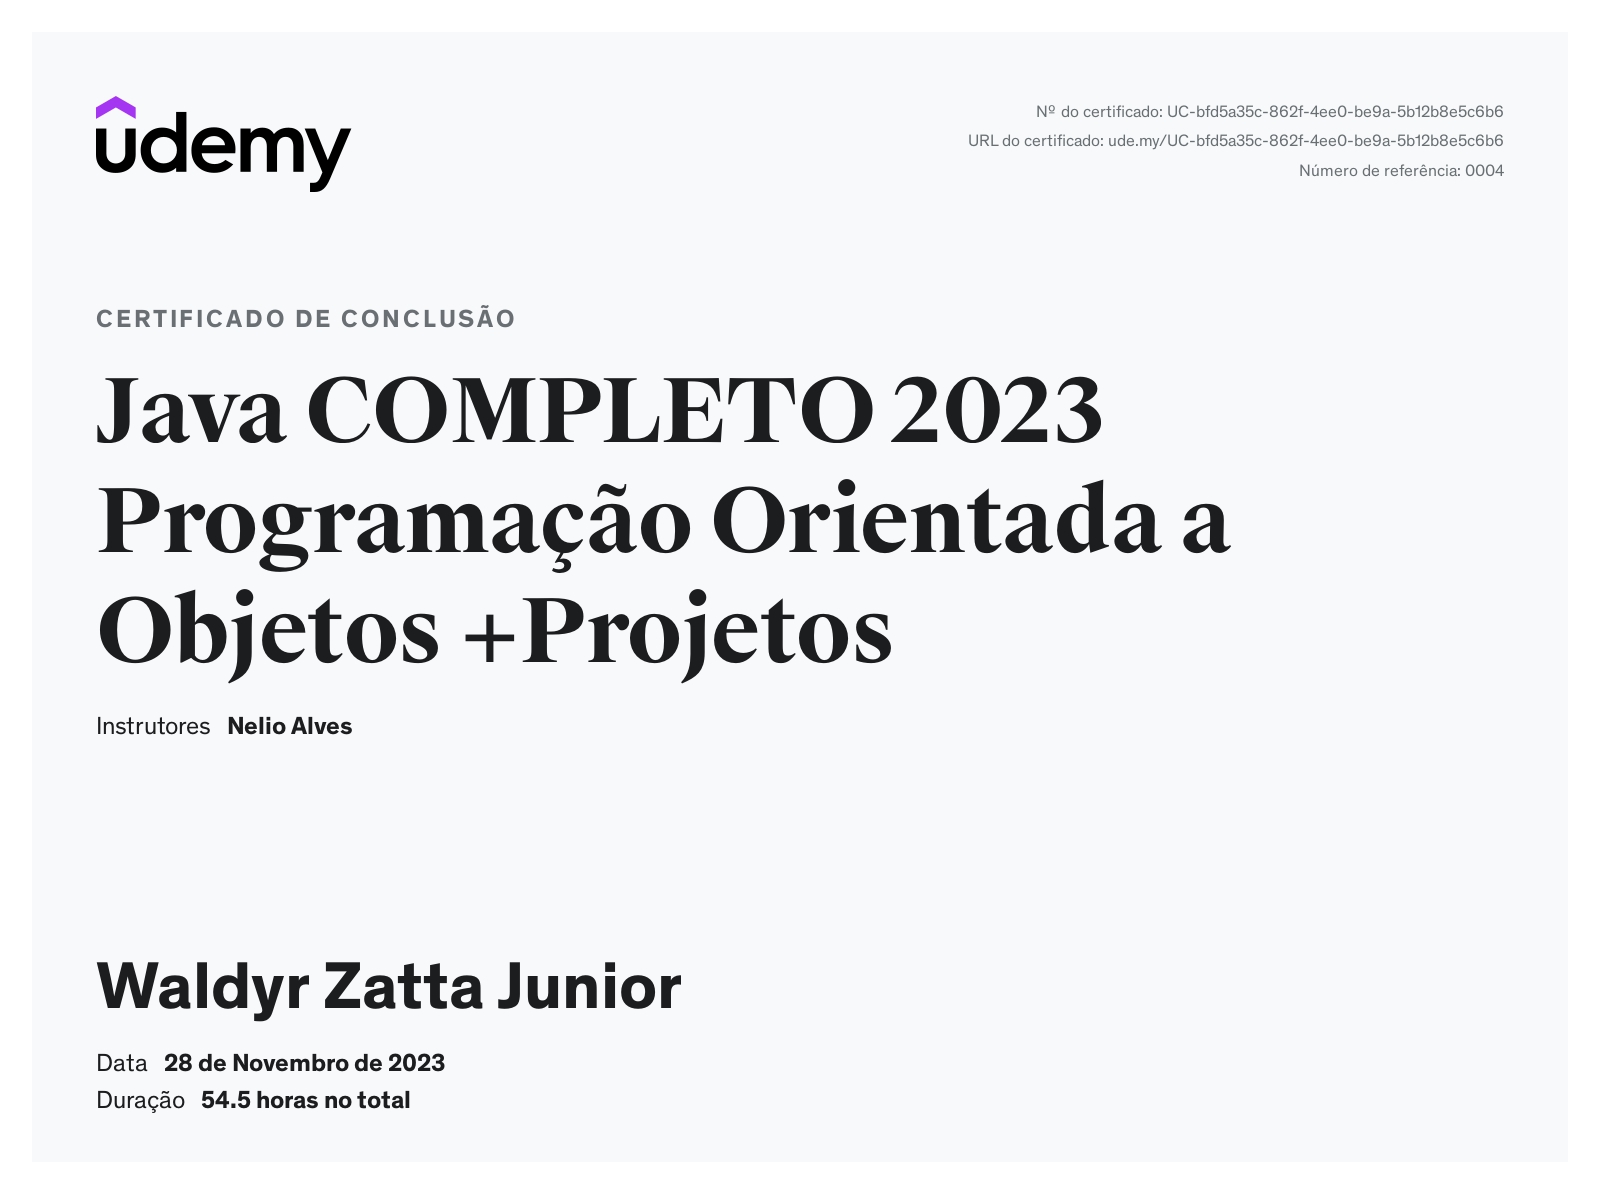 udemy
Nº do certificado: UC-bfd5a35c-862f-4ee0-be9a-5b12b8e5c6b6
URL do certificado: ude.my/UC-bfd5a35c-862f-4ee0-be9a-5b12b8e5c6b6
Número de referência: 0004
CERTIFICADO DE CONCLUSÃO
Java COMPLETO 2023
Programação Orientada a
Objetos +Projetos
Instrutores Nelio Alves
Waldyr Zatta Junior
Data 28 de Novembro de 2023
Duração 54.5 horas no total